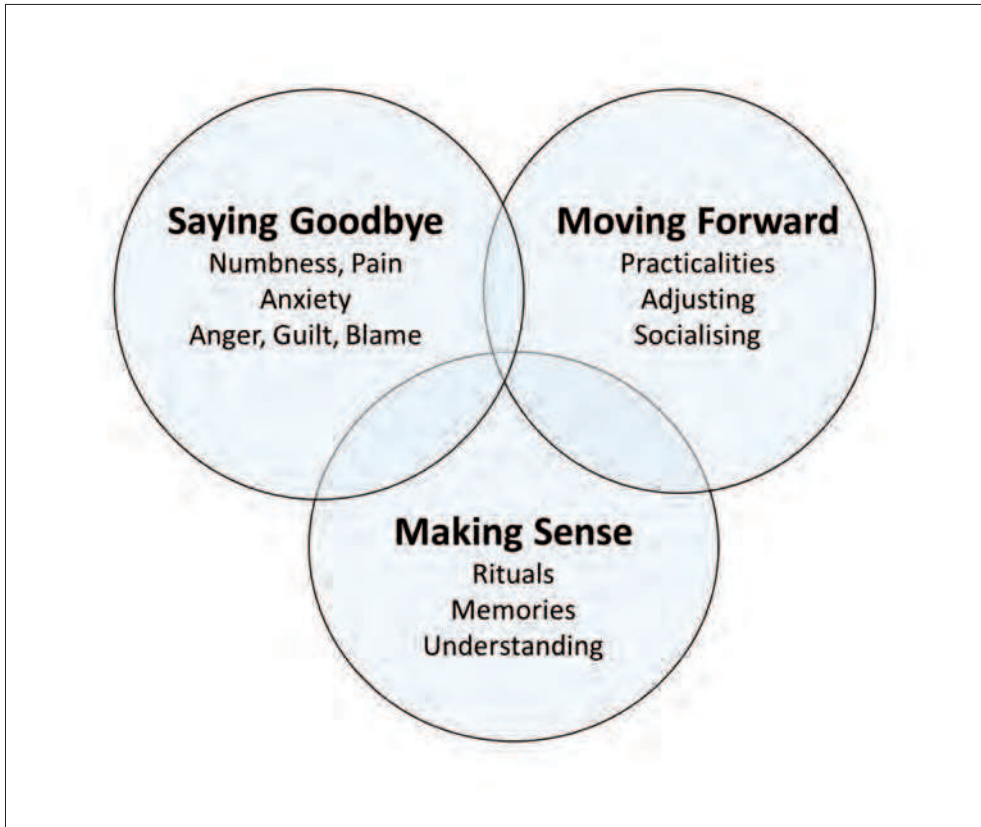 Saying Goodbye
Numbness, Pain
Anxiety
Anger, Guilt, Blame
Moving Forward
Practicalities
Adjusting
Socialising
Making Sense
Rituals
Memories
Understanding